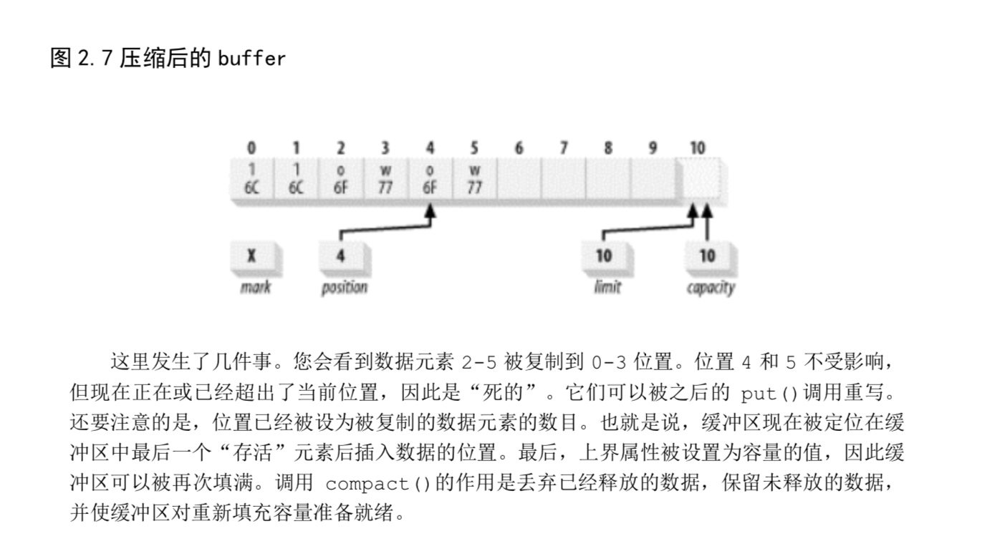 图 2.7 压缩后的 buffer
0 1 2 3 4 5 6 7 8 9 10
l l o w o w
6C 6C 6F 77 6F 77
X 4 10 10
mark position limit capacity
这里发生了几件事。您会看到数据元素 2-5 被复制到 0-3 位置。位置 4 和 5 不受影响，
但现在正在或已经超出了当前位置，因此是“死的”。它们可以被之后的 put()调用重写。
还要注意的是，位置已经被设为被复制的数据元素的数目。也就是说，缓冲区现在被定位在缓
冲区中最后一个“存活”元素后插入数据的位置。最后，上界属性被设置为容量的值，因此缓
冲区可以被再次填满。调用 compact()的作用是丢弃已经释放的数据，保留未释放的数据，
并使缓冲区对重新填充容量准备就绪。